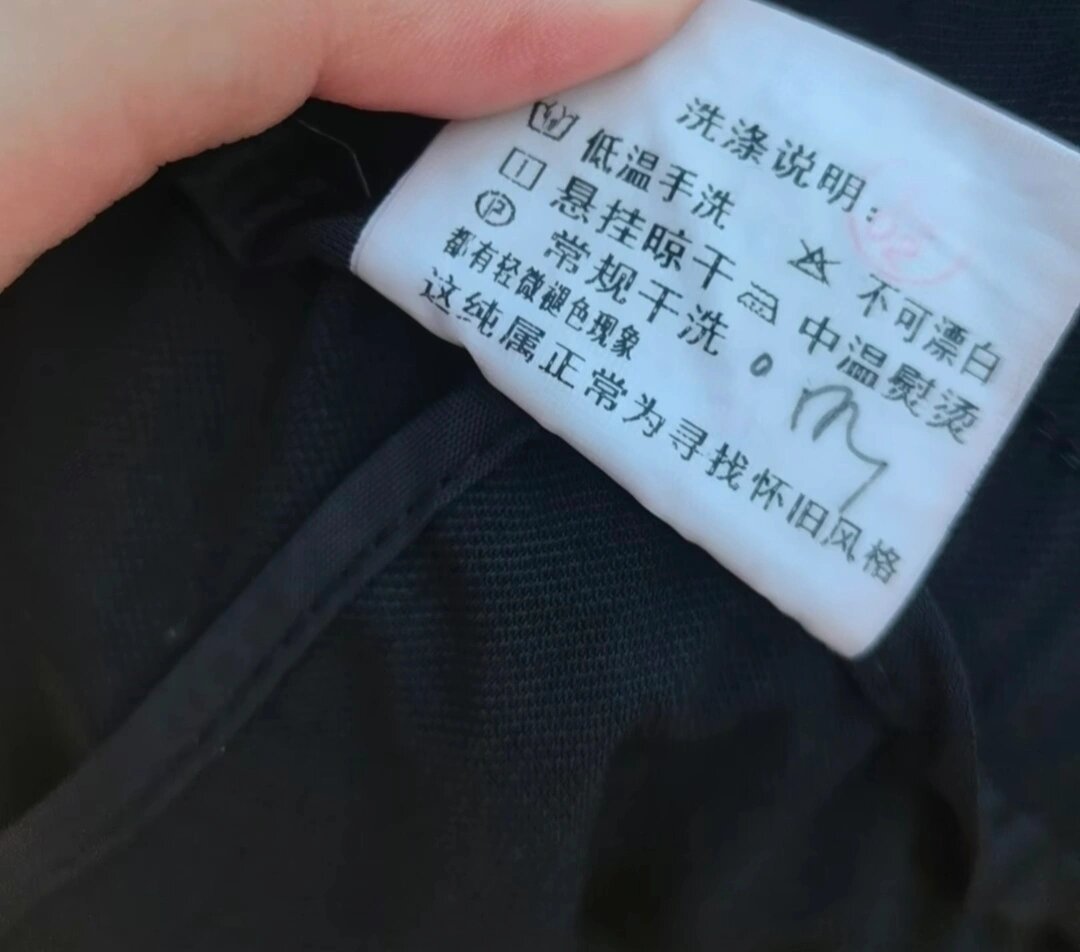 洗涤说明：
低温手洗 不可漂白
悬挂晾干 中温熨烫
P 常规干洗。
都有轻微褪色现象
这纯属正常为寻找怀旧风格